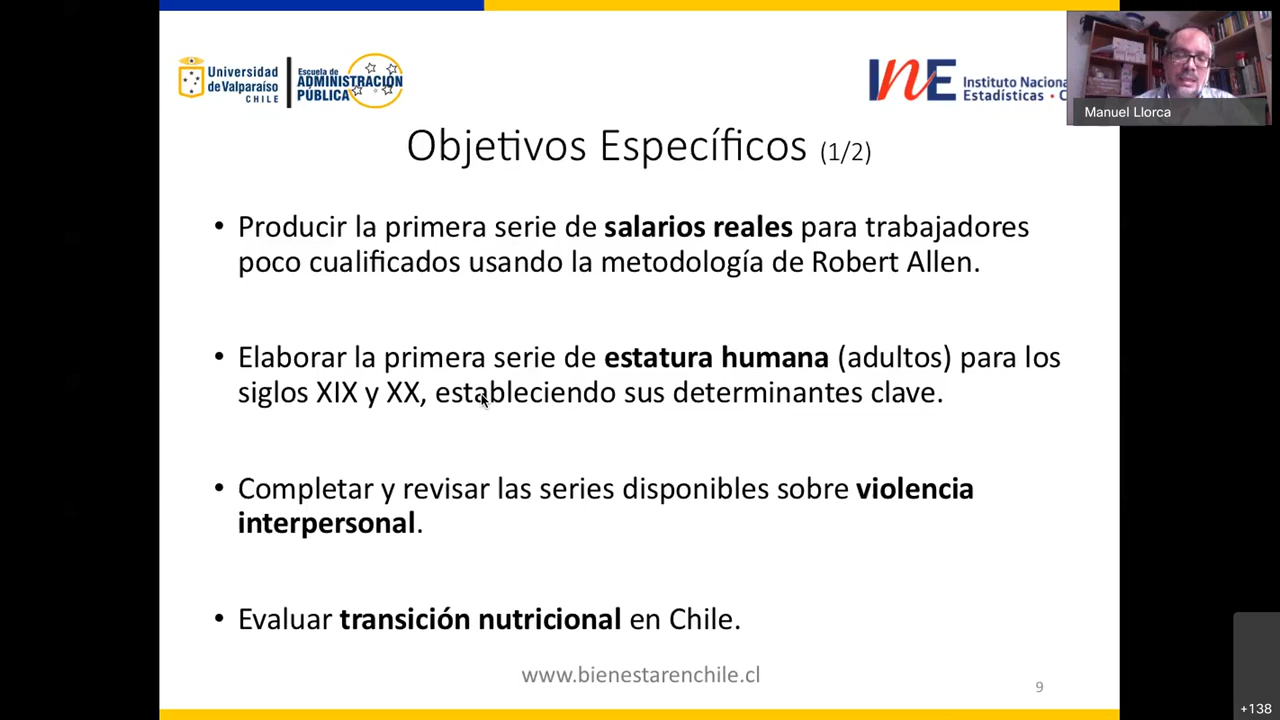 Universidad
de Valparaíso
CHILE
Escuela de
ADMINISTRACIÓN
PÚBLICA
INE
Instituto Naciona
Estadísticas • C
Manuel Llorca
Objetivos Específicos (1/2)
• Producir la primera serie de salarios reales para trabajadores
poco cualificados usando la metodología de Robert Allen.
• Elaborar la primera serie de estatura humana (adultos) para los
siglos XIX y XX, estableciendo sus determinantes clave.
• Completar y revisar las series disponibles sobre violencia
interpersonal.
• Evaluar transición nutricional en Chile.
www.bienestarenchile.cl
9
+138